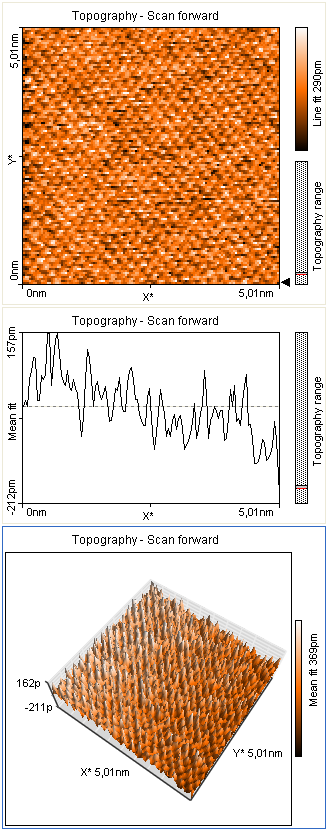 Topography - Scan forward
5,01nm
Y*
0nm
0nm
X*
5,01nm
Line fit 290pm
Topography range
Topography - Scan forward
157pm
Mean fit
-212pm
0nm
X*
5,01nm
Topography range
Topography - Scan forward
162p
-211p
X* 5,01nm
Y* 5,01nm
Mean fit 369pm